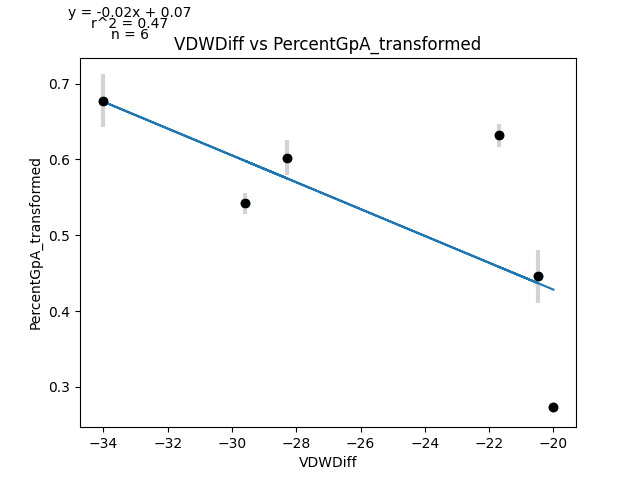 y = -0.02x + 0.07
r^2 = 0.47
n = 6
VDWDiff vs PercentGpA_transformed
0.7
0.6
0.5
0.4
0.3
PercentGpA_transformed
−34
−32
−30
−28
−26
−24
−22
−20
VDWDiff